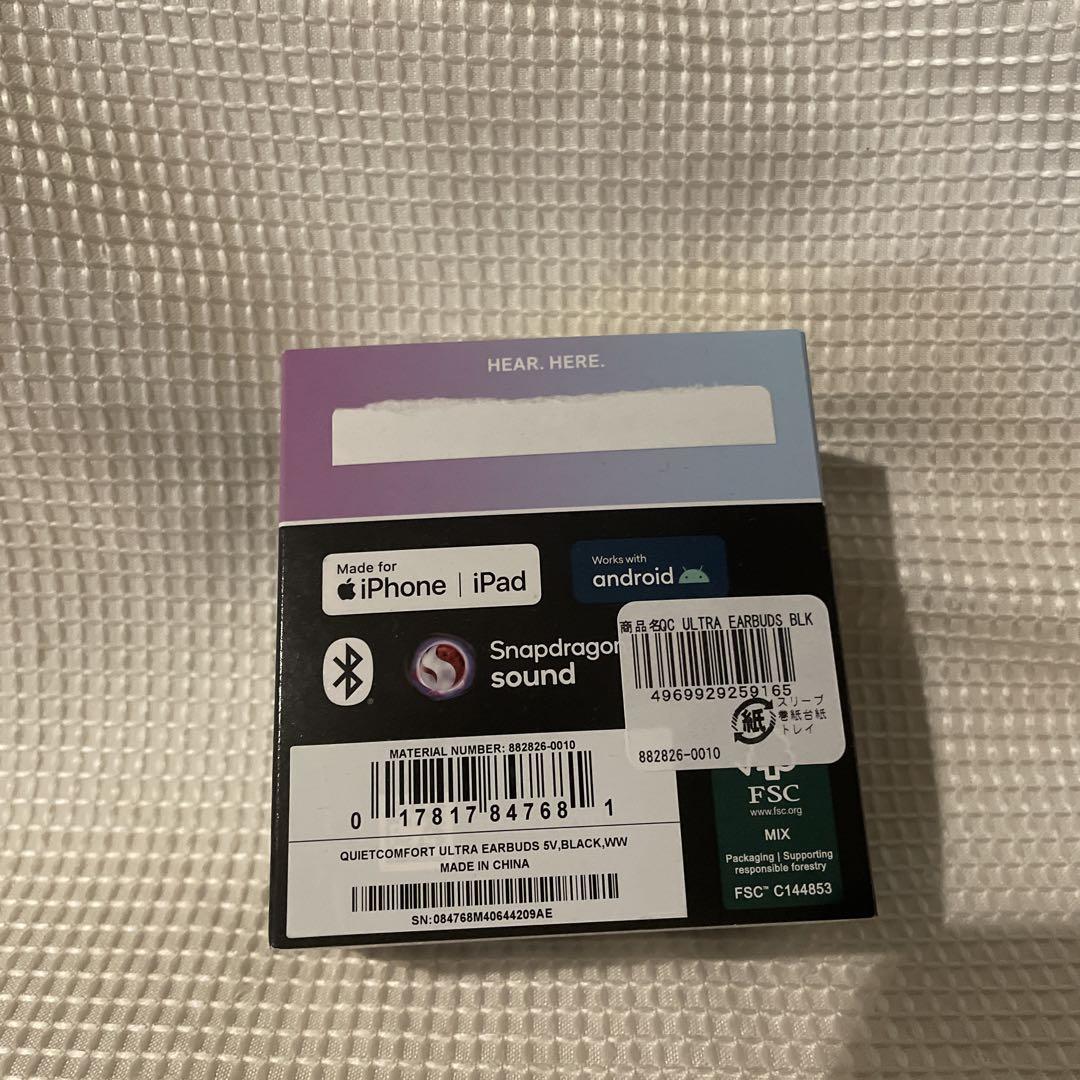 HEAR. HERE.
Made for
iPhone | iPad
Works with
android
Snapdragon
sound
商品名QC ULTRA EARBUDS BLK
4969929259165
紙
スリーブ
巻紙台紙
トレイ
882826-0010
MATERIAL NUMBER: 882826-0010
0 17817 84768 1
QUIETCOMFORT ULTRA EARBUDS 5V,BLACK,WW
MADE IN CHINA
SN:084768M40644209AE
FSC
www.fsc.org
MIX
Packaging | Supporting
responsible forestry
FSC™ C144853